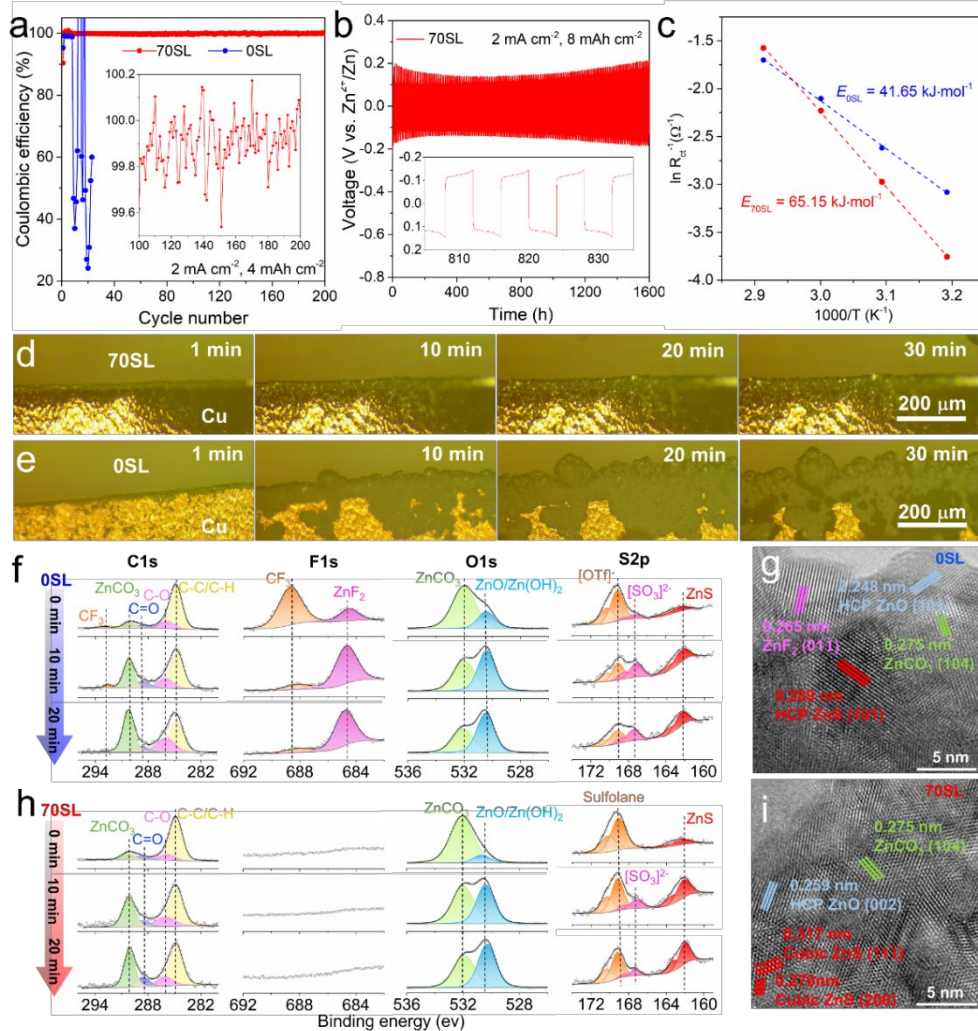 a
Coulombic efficiency (%)
100
80
60
40
20
70SL 0SL
100.2
100.0
99.8
99.6
100 120 140 160 180 200
2 mA cm-2, 4 mAh cm-2
0 40 80 120 160 200
Cycle number
b
Voltage (V vs. Zn2+/Zn)
0.4
0.2
0.0
-0.2
-0.4
-0.6
-0.8
70SL 2 mA cm-2, 8 mAh cm-2
-0.2
-0.1
0.0
0.1
0.2
810 820 830
0 400 800 1200 1600
Time (h)
c
ln Rct-1(Ω-1)
-1.5
-2.0
-2.5
-3.0
-3.5
-4.0
E0SL = 41.65 kJ·mol-1
E70SL = 65.15 kJ·mol-1
2.9 3.0 3.1 3.2
1000/T (K-1)
d
70SL
1 min
10 min
20 min
30 min
Cu
200 μm
e
0SL
1 min
10 min
20 min
30 min
Cu
200 μm
f
0SL
0 min 10 min 20 min
C1s
F1s
O1s
S2p
ZnCO3
C-O
C-C/C-H
C=O
CF3
CF3
ZnF2
ZnCO3
ZnO/Zn(OH)2
[OTf]-
[SO3]2-
ZnS
294 288 282
692 688 684
536 532 528
172 168 164 160
g
0SL
0.248 nm
HCP ZnO (101)
0.265 nm
ZnF2 (011)
0.275 nm
ZnCO3 (104)
HCP ZnS (101)
5 nm
h
70SL
0 min 10 min 20 min
ZnCO3
C-O
C-C/C-H
C=O
ZnCO3
ZnO/Zn(OH)2
Sulfolane
[SO3]2-
ZnS
294 288 282
692 688 684
536 532 528
172 168 164 160
Binding energy (ev)
i
70SL
0.275 nm
ZnCO3 (104)
0.259 nm
HCP ZnO (002)
0.317 nm
Cubic ZnS (111)
0.270nm
Cubic ZnS (200)
5 nm